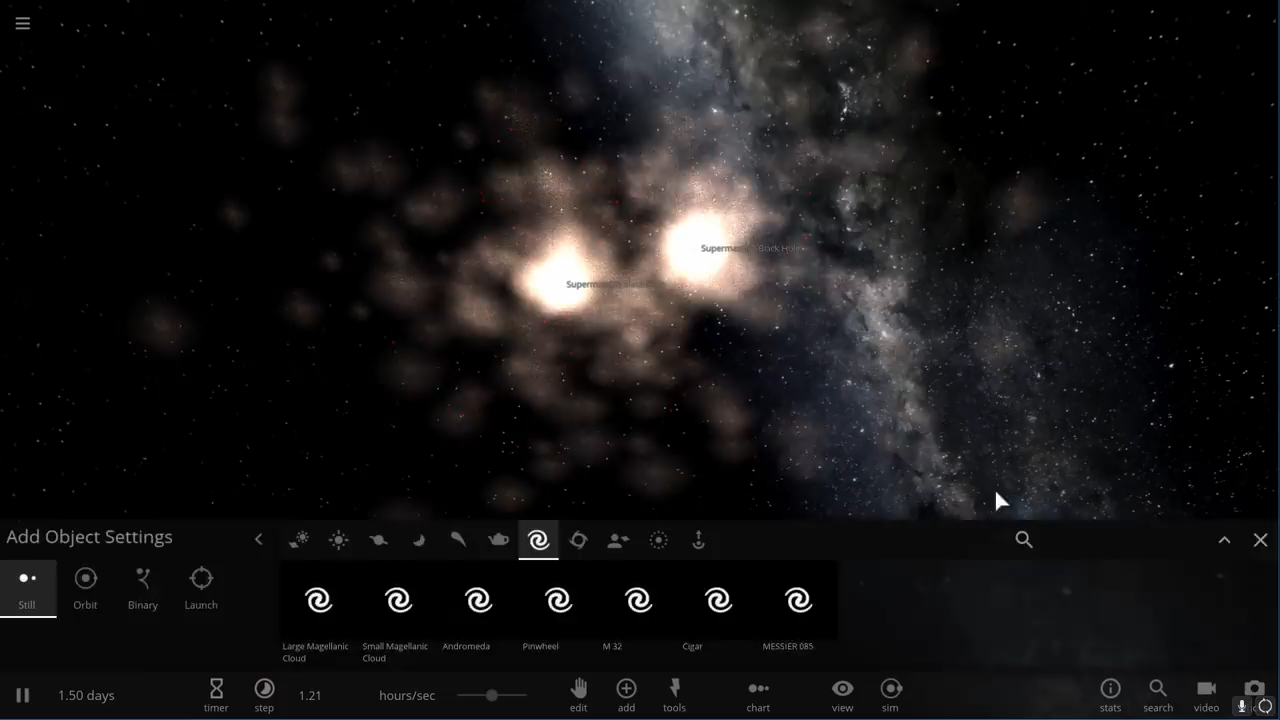 Supermassive Black Hole
Add Object Settings
Still
Orbit
Binary
Launch
Large Magellanic
Cloud
Small Magellanic
Cloud
Andromeda
Pinwheel
M 32
Cigar
MESSIER 085
1.50 days
timer
step
1.21
hours/sec
edit
add
tools
chart
view
sim
stats
search
video